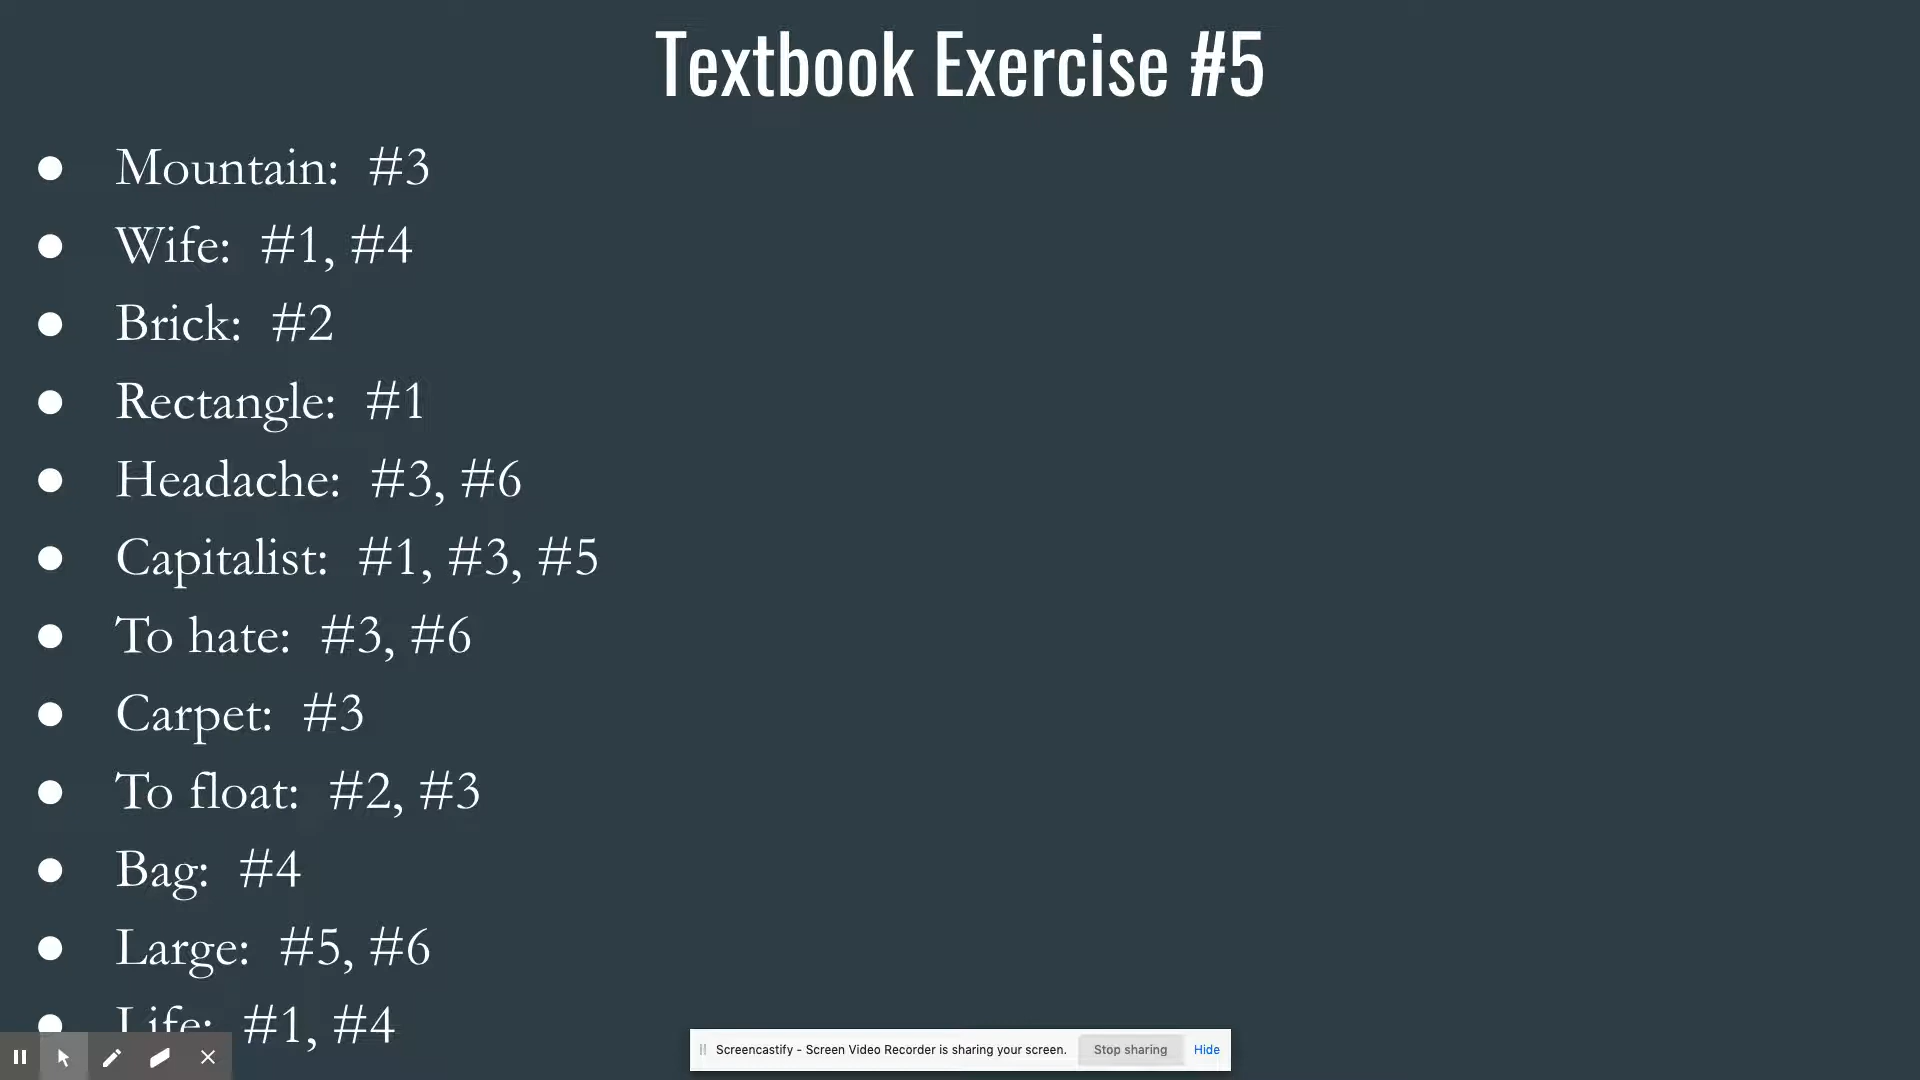 Textbook Exercise #5
● Mountain: #3
● Wife: #1, #4
● Brick: #2
● Rectangle: #1
● Headache: #3, #6
● Capitalist: #1, #3, #5
● To hate: #3, #6
● Carpet: #3
● To float: #2, #3
● Bag: #4
● Large: #5, #6
● Life: #1, #4
Screencastify - Screen Video Recorder is sharing your screen. Stop sharing Hide